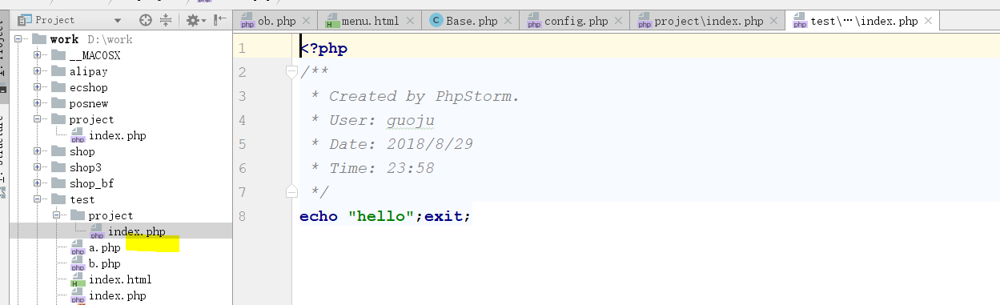 Project
ob.php
menu.html
Base.php
config.php
project\index.php
test\…\index.php
work D:\work
__MACOSX
alipay
ecshop
posnew
project
index.php
shop
shop3
shop_bf
test
project
index.php
a.php
b.php
index.html
index.php
1 <?php
2 /**
3 * Created by PhpStorm.
4 * User: guoju
5 * Date: 2018/8/29
6 * Time: 23:58
7 */
8 echo "hello";exit;